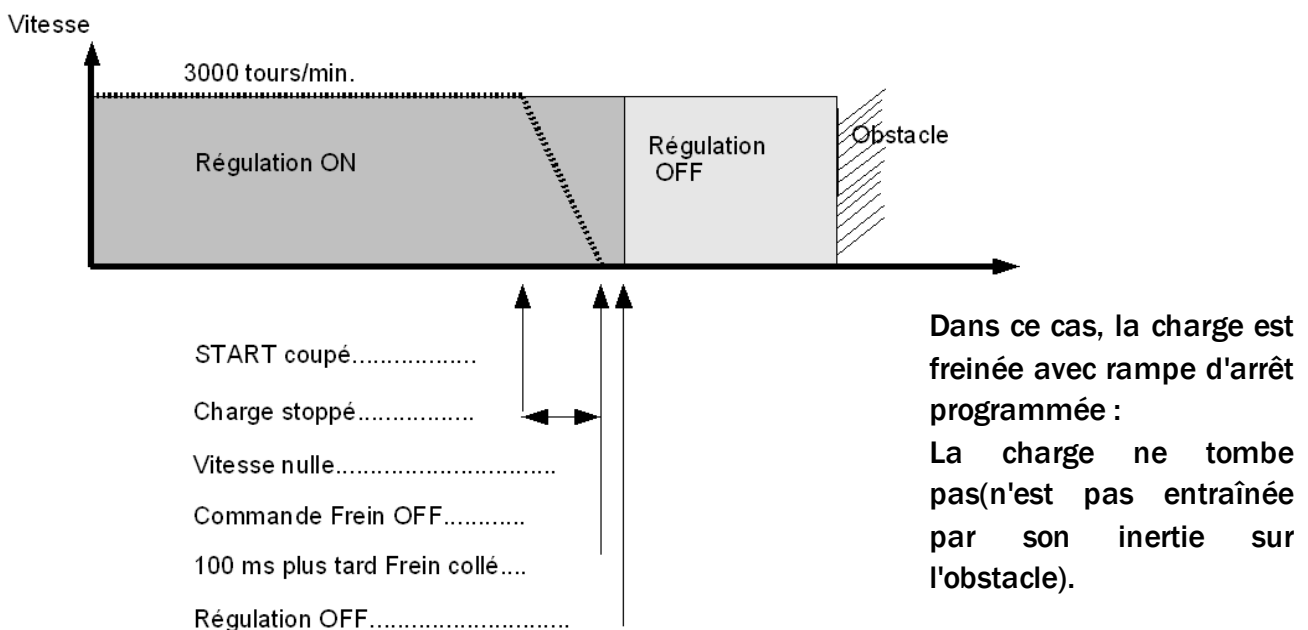 Vitesse
3000 tours/min.
Régulation ON
Régulation
OFF
Obstacle
START coupé..................
Charge stoppé.................
Vitesse nulle................................
Commande Frein OFF............
100 ms plus tard Frein collé....
Régulation OFF.............................
Dans ce cas, la charge est
freinée avec rampe d'arrêt
programmée :
La charge ne tombe
pas(n'est pas entraînée
par son inertie sur
l'obstacle).